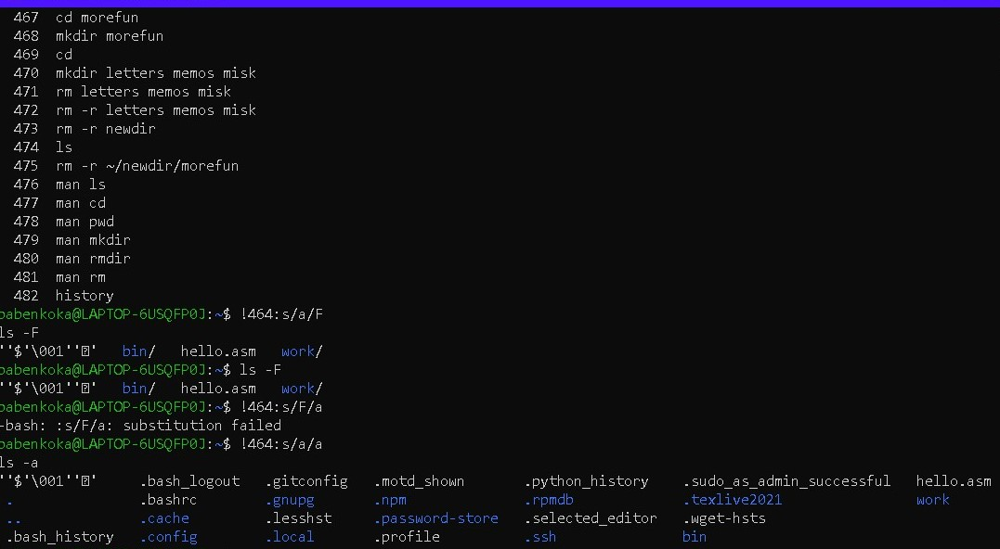 467 cd morefun
468 mkdir morefun
469 cd
470 mkdir letters memos misk
471 rm letters memos misk
472 rm -r letters memos misk
473 rm -r newdir
474 ls
475 rm -r ~/newdir/morefun
476 man ls
477 man cd
478 man pwd
479 man mkdir
480 man rmdir
481 man rm
482 history
babenkoka@LAPTOP-6USQFP0J:~$ !464:s/a/F
ls -F
''$'\001''⍰' bin/ hello.asm work/
babenkoka@LAPTOP-6USQFP0J:~$ ls -F
''$'\001''⍰' bin/ hello.asm work/
babenkoka@LAPTOP-6USQFP0J:~$ !464:s/F/a
-bash: :s/F/a: substitution failed
babenkoka@LAPTOP-6USQFP0J:~$ !464:s/a/a
ls -a
''$'\001''⍰' .bash_logout .gitconfig .motd_shown .python_history .sudo_as_admin_successful hello.asm
. .bashrc .gnupg .npm .rpmdb .texlive2021 work
.. .cache .lesshst .password-store .selected_editor .wget-hsts
.bash_history .config .local .profile .ssh bin